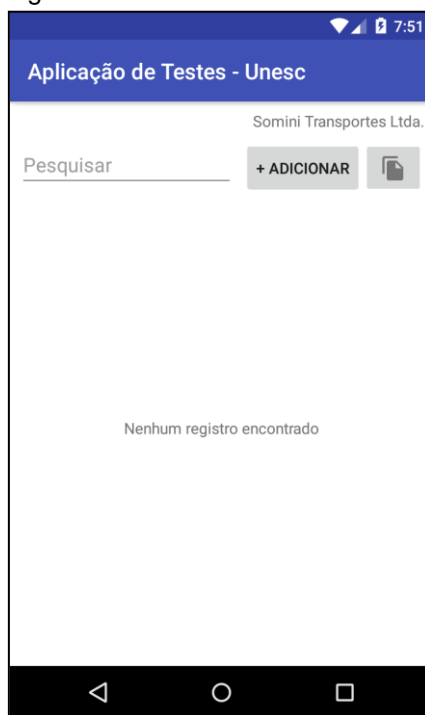 7:51
Aplicação de Testes - Unesc
Somini Transportes Ltda.
Pesquisar
+ ADICIONAR
Nenhum registro encontrado